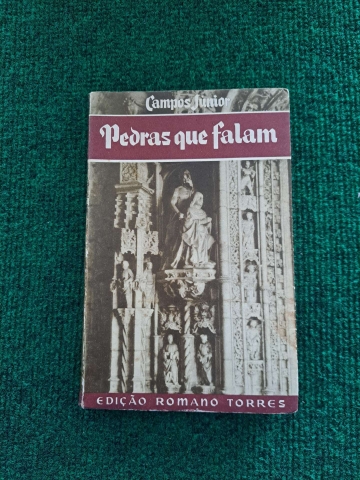 Campos Júnior
Pedras que falam
EDIÇÃO ROMANO TORRES